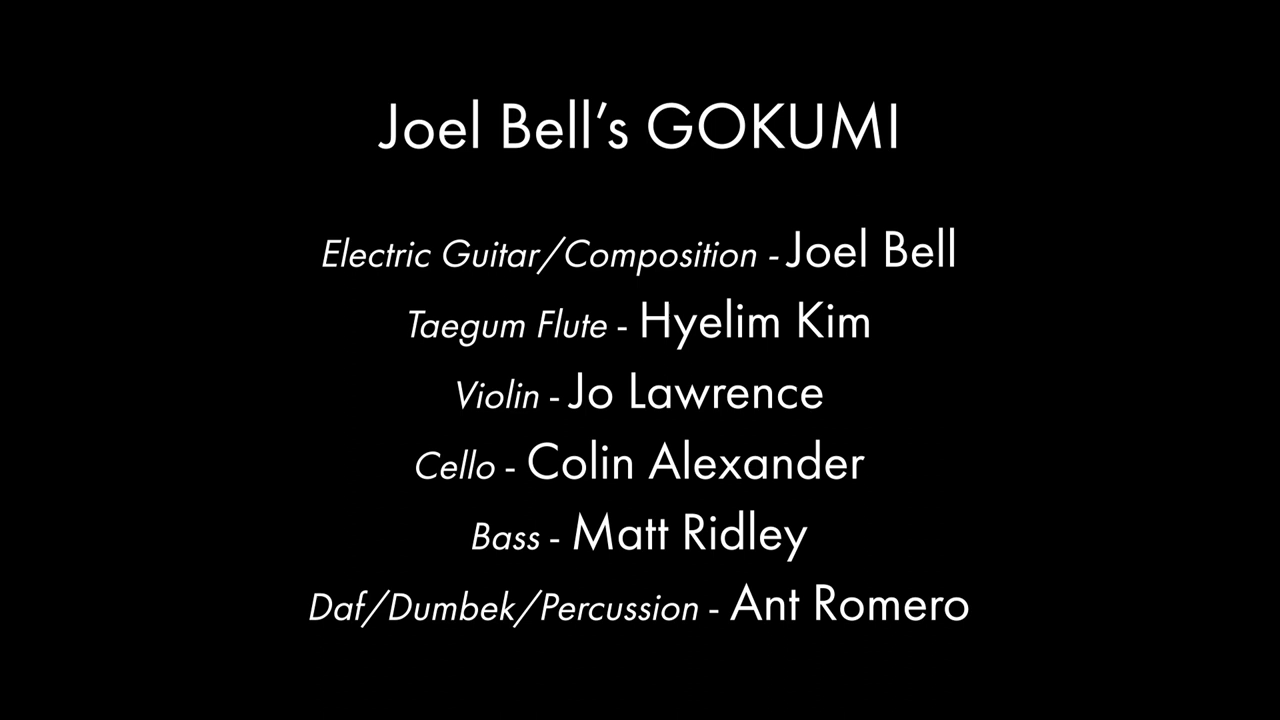 Joel Bell’s GOKUMI
Electric Guitar/Composition - Joel Bell
Taegum Flute - Hyelim Kim
Violin - Jo Lawrence
Cello - Colin Alexander
Bass - Matt Ridley
Daf/Dumbek/Percussion - Ant Romero